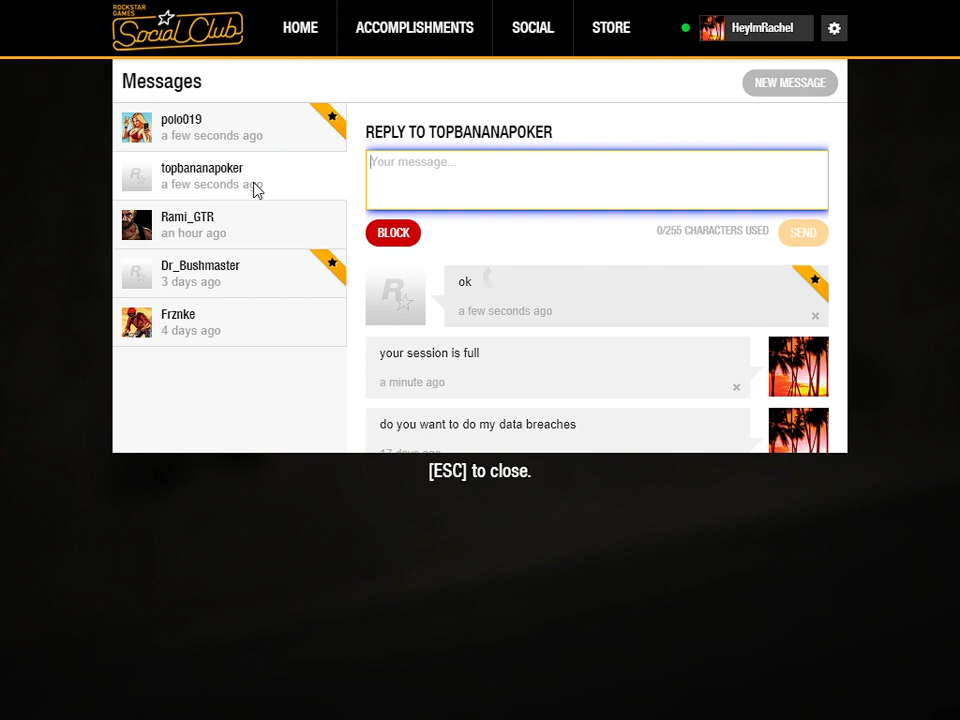 ROCKSTAR
GAMES
Social Club
HOME
ACCOMPLISHMENTS
SOCIAL
STORE
HeyImRachel
Messages
NEW MESSAGE
polo019
a few seconds ago
topbananapoker
a few seconds ago
Rami_GTR
an hour ago
Dr_Bushmaster
3 days ago
Frznke
4 days ago
REPLY TO TOPBANANAPOKER
Your message...
BLOCK
0/255 CHARACTERS USED
SEND
R
ok
a few seconds ago
your session is full
a minute ago
do you want to do my data breaches
17 days ago
[ESC] to close.